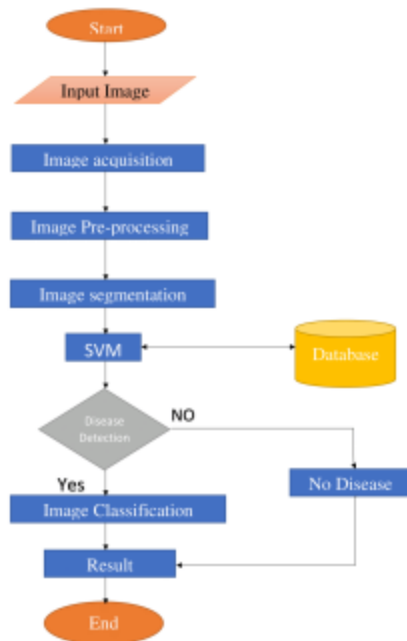 Start
Input Image
Image acquisition
Image Pre-processing
Image segmentation
SVM
Database
Disease
Detection
NO
Yes
No Disease
Image Classification
Result
End